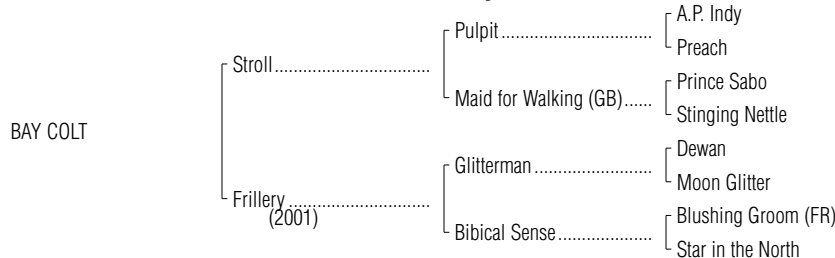 A.P. Indy
Pulpit
Preach
Stroll
Prince Sabo
Maid for Walking (GB)
Stinging Nettle
BAY COLT
Dewan
Glitterman
Moon Glitter
Frillery
(2001)
Blushing Groom (FR)
Bibical Sense
Star in the North